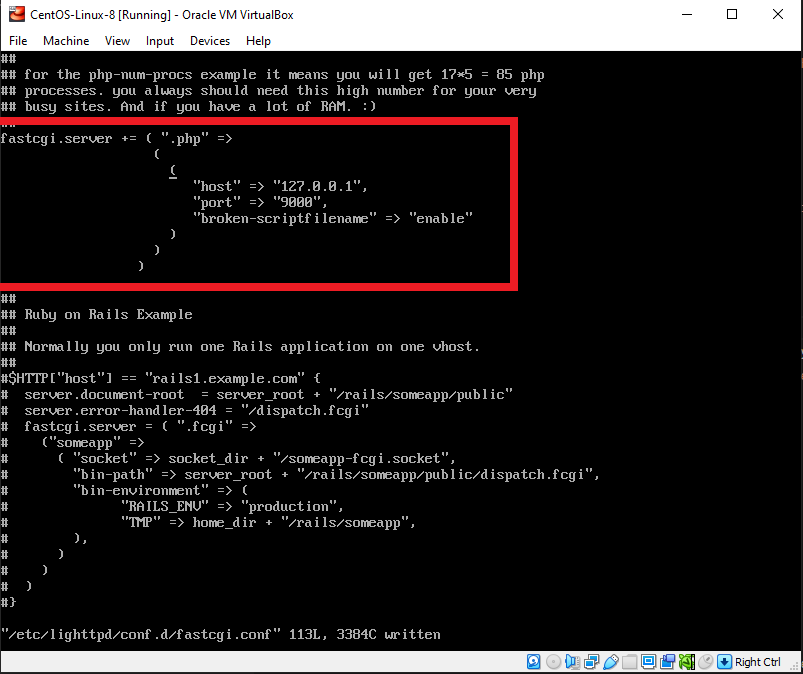 CentOS-Linux-8 [Running] - Oracle VM VirtualBox
File Machine View Input Devices Help
##
## for the php-num-procs example it means you will get 17*5 = 85 php
## processes. you always should need this high number for your very
## busy sites. And if you have a lot of RAM. :)
fastcgi.server += ( ".php" =>
(
(
"host" => "127.0.0.1",
"port" => "9000",
"broken-scriptfilename" => "enable"
)
)
)
##
## Ruby on Rails Example
##
## Normally you only run one Rails application on one vhost.
##
#$HTTP["host"] == "rails1.example.com" {
#  server.document-root  = server_root + "/rails/someapp/public"
#  server.error-handler-404 = "/dispatch.fcgi"
#  fastcgi.server = ( ".fcgi" =>
#    ("someapp" =>
#      ( "socket" => socket_dir + "/someapp-fcgi.socket",
#        "bin-path" => server_root + "/rails/someapp/public/dispatch.fcgi",
#        "bin-environment" => (
#              "RAILS_ENV" => "production",
#              "TMP" => home_dir + "/rails/someapp",
#        ),
#      )
#    )
#  )
#}
"/etc/lighttpd/conf.d/fastcgi.conf" 113L, 3384C written
Right Ctrl